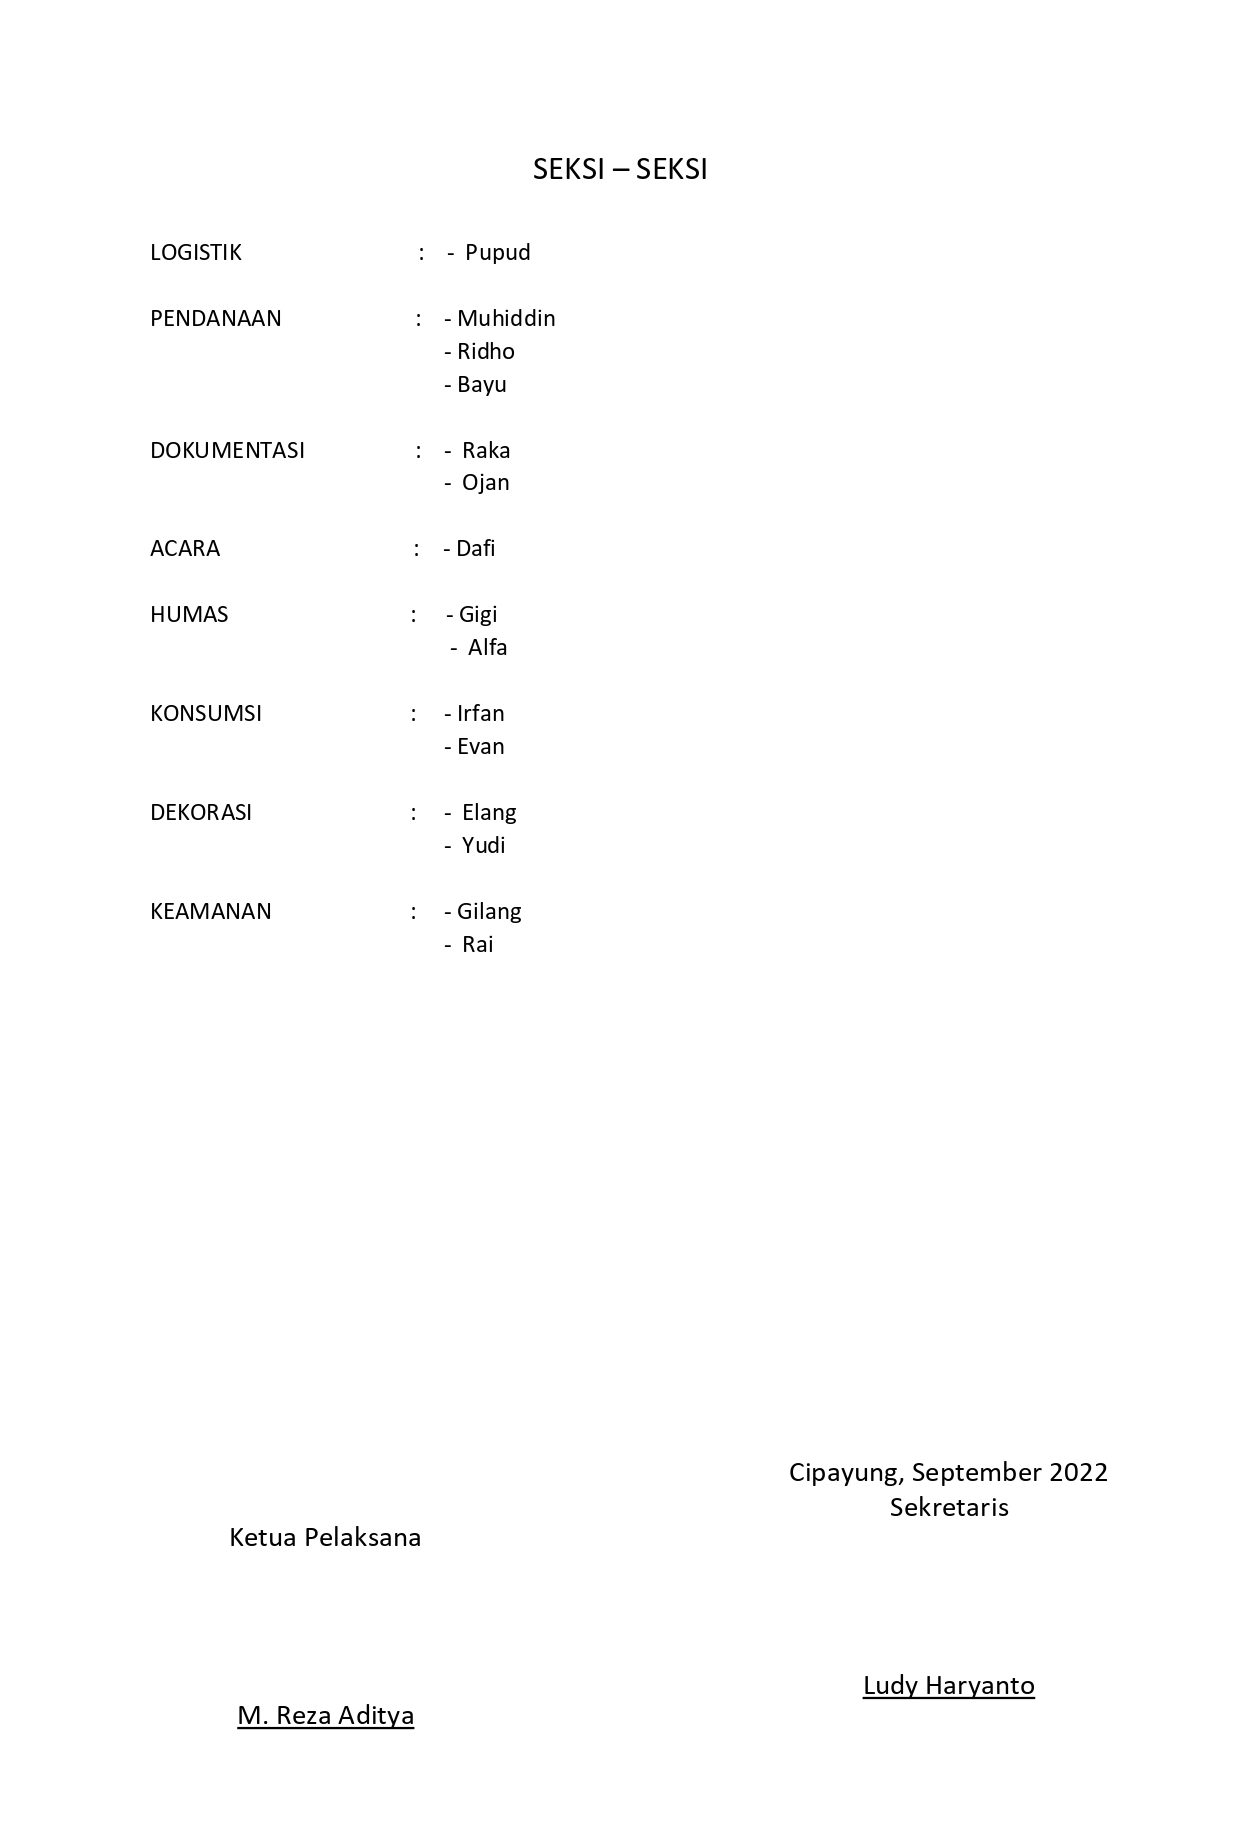 SEKSI – SEKSI
LOGISTIK : - Pupud
PENDANAAN : - Muhiddin
- Ridho
- Bayu
DOKUMENTASI : - Raka
- Ojan
ACARA : - Dafi
HUMAS : - Gigi
- Alfa
KONSUMSI : - Irfan
- Evan
DEKORASI : - Elang
- Yudi
KEAMANAN : - Gilang
- Rai
Cipayung, September 2022
Sekretaris
Ketua Pelaksana
Ludy Haryanto
M. Reza Aditya